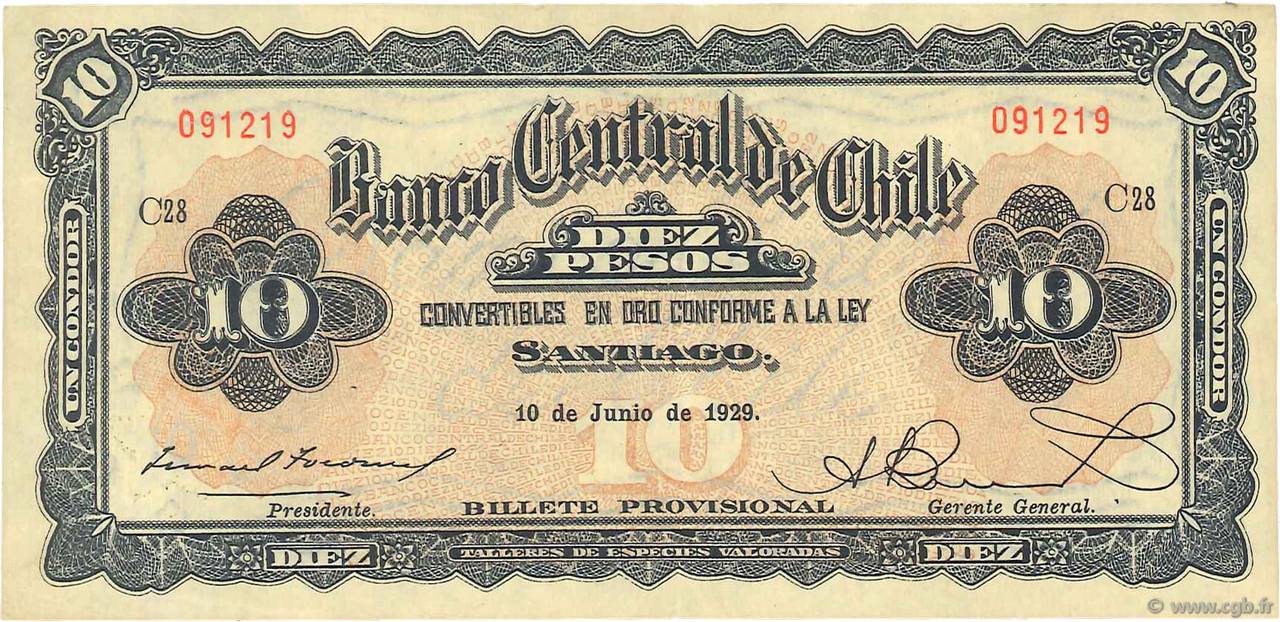 10 10
091219 091219
Banco Central de Chile
C28 C28
DIEZ
PESOS
UN CONDOR UN CONDOR
10 10
CONVERTIBLES EN ORO CONFORME A LA LEY
SANTIAGO.
10 de Junio de 1929.
10
Presidente. BILLETE PROVISIONAL Gerente General.
DIEZ TALLERES DE ESPECIES VALORADAS DIEZ
© www.cgb.fr